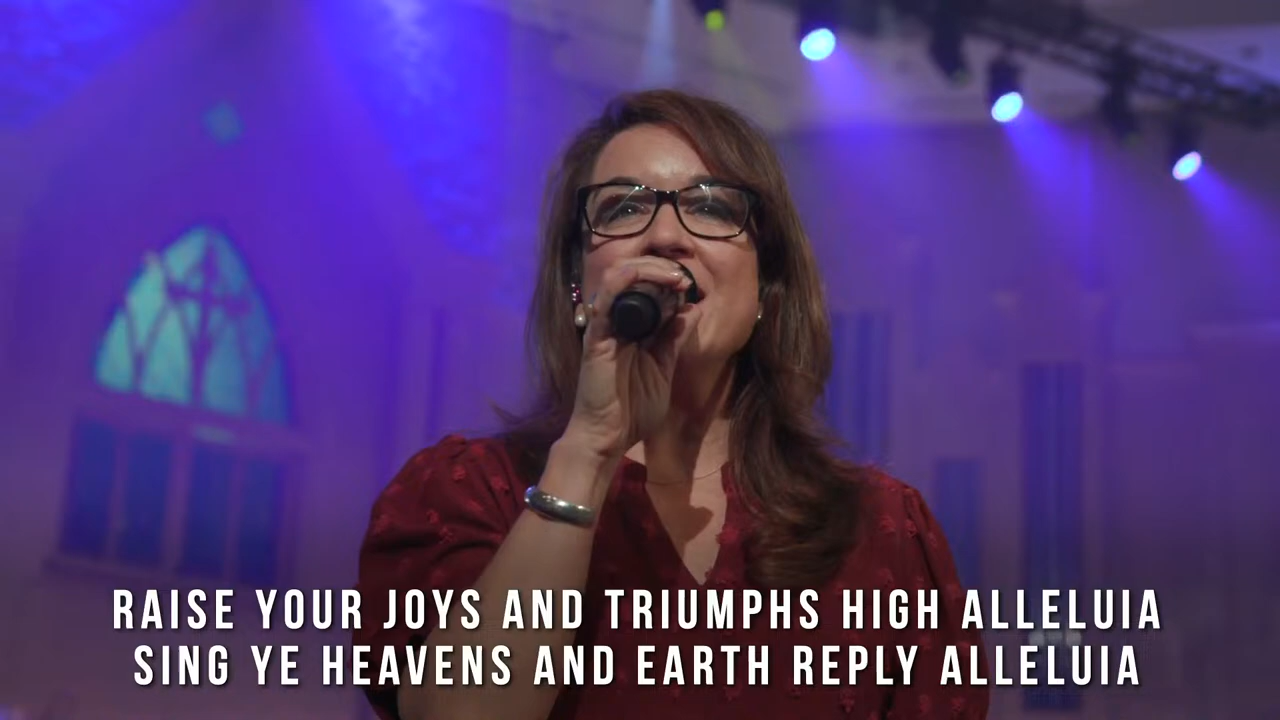 RAISE YOUR JOYS AND TRIUMPHS HIGH ALLELUIA
SING YE HEAVENS AND EARTH REPLY ALLELUIA